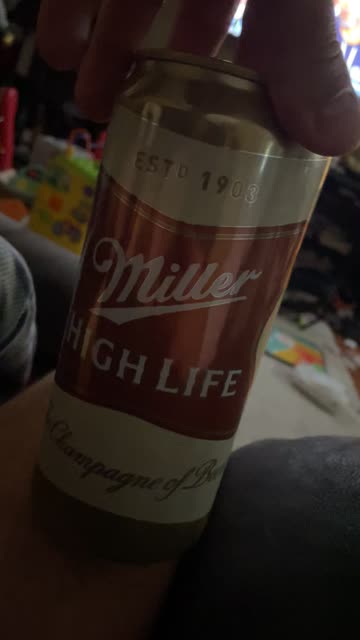 ESTD 1903
Miller
HIGH LIFE
Champagne of